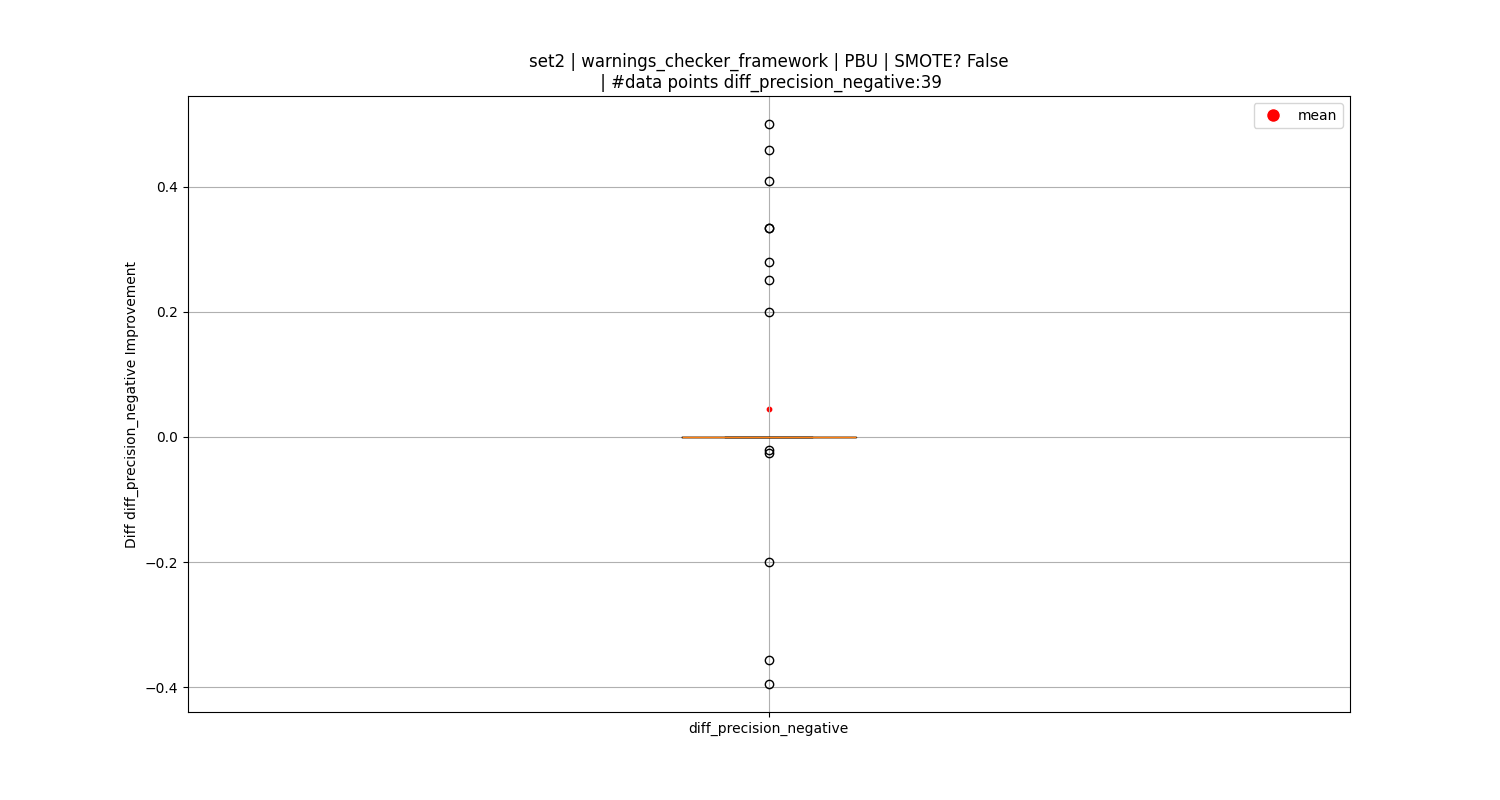 set2 | warnings_checker_framework | PBU | SMOTE? False
| #data points diff_precision_negative:39
mean
Diff diff_precision_negative Improvement
0.4
0.2
0.0
−0.2
−0.4
diff_precision_negative